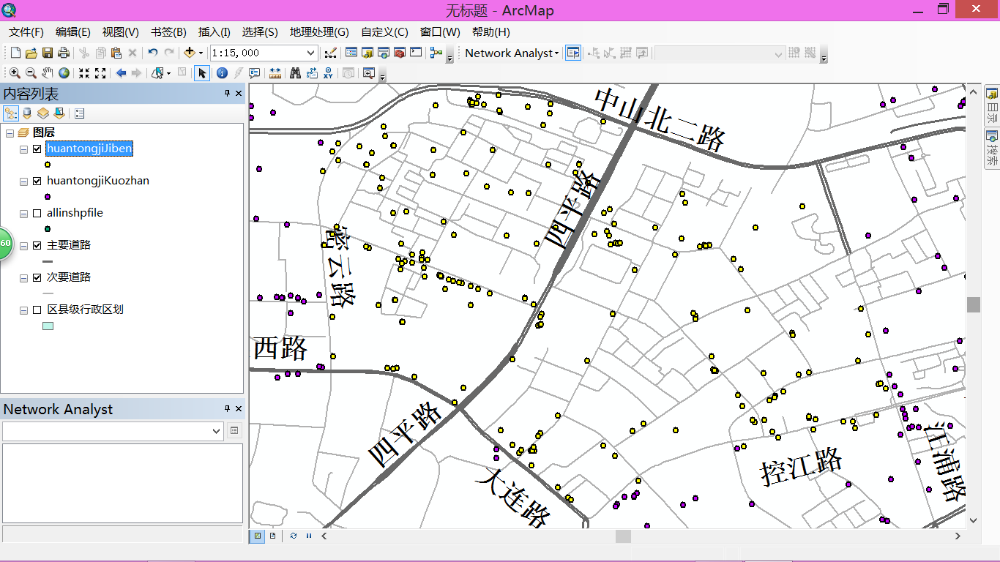 无标题 - ArcMap
文件(F) 编辑(E) 视图(V) 书签(B) 插入(I) 选择(S) 地理处理(G) 自定义(C) 窗口(W) 帮助(H)
1:15,000
Network Analyst
内容列表
图层
huantongjiJiben
huantongjiKuozhan
allinshpfile
主要道路
次要道路
区县级行政区划
60
Network Analyst
中山北二路
四平路
密云路
西路
四平路
大连路
控江路
江浦路
目录
搜索